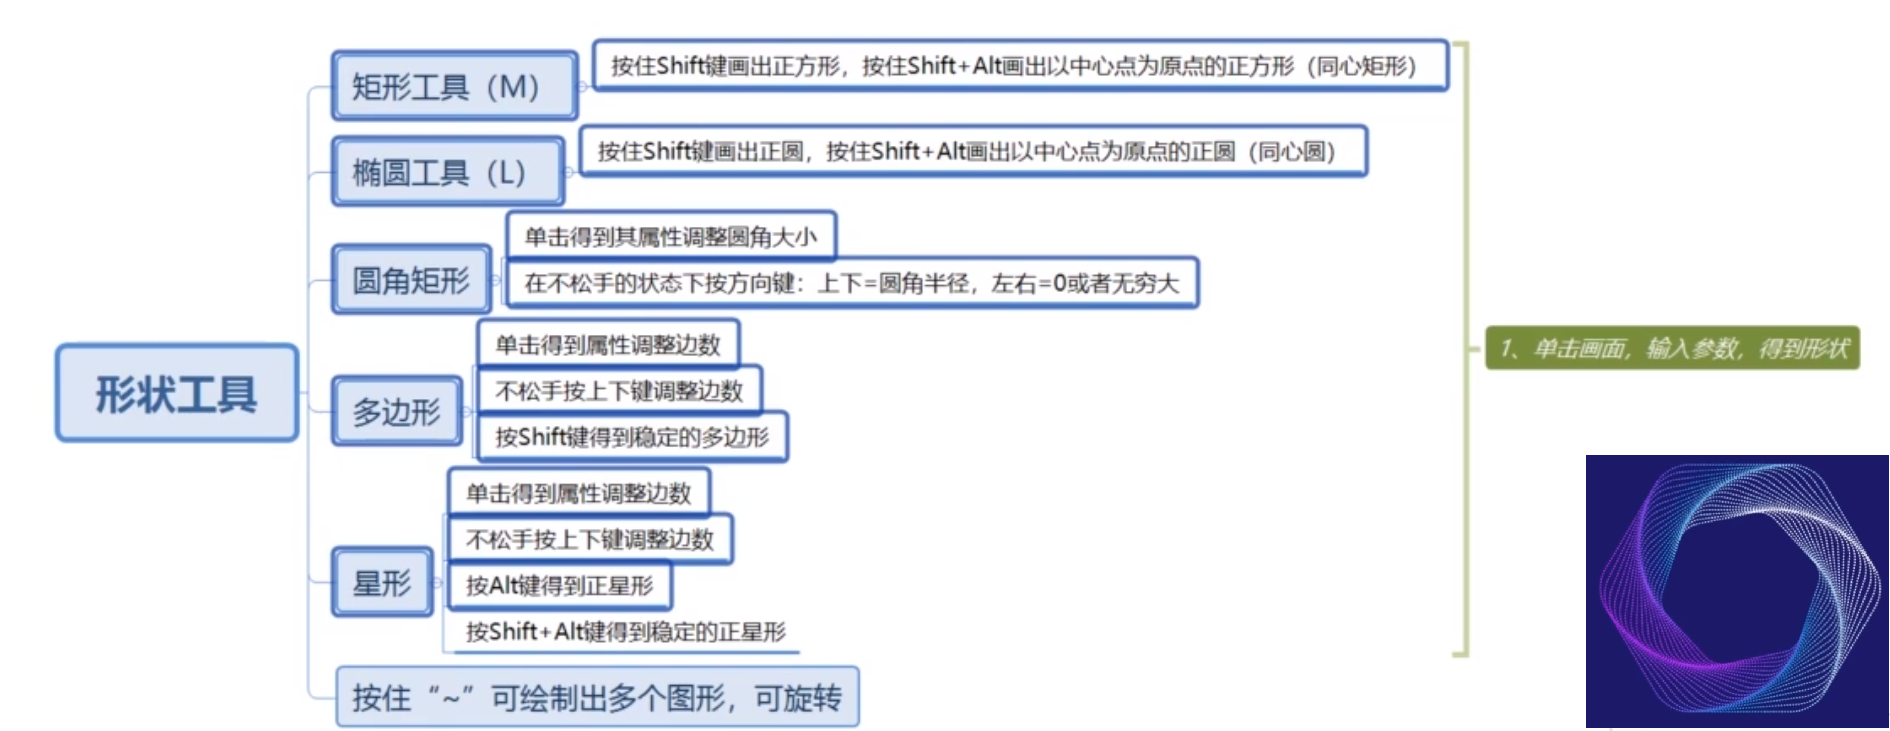 形状工具
矩形工具（M）
按住Shift键画出正方形，按住Shift+Alt画出以中心点为原点的正方形（同心矩形）
椭圆工具（L）
按住Shift键画出正圆，按住Shift+Alt画出以中心点为原点的正圆（同心圆）
圆角矩形
单击得到其属性调整圆角大小
在不松手的状态下按方向键：上下=圆角半径，左右=0或者无穷大
多边形
单击得到属性调整边数
不松手按上下键调整边数
按Shift键得到稳定的多边形
星形
单击得到属性调整边数
不松手按上下键调整边数
按Alt键得到正星形
按Shift+Alt键得到稳定的正星形
按住“~”可绘制出多个图形，可旋转
1、单击画面，输入参数，得到形状